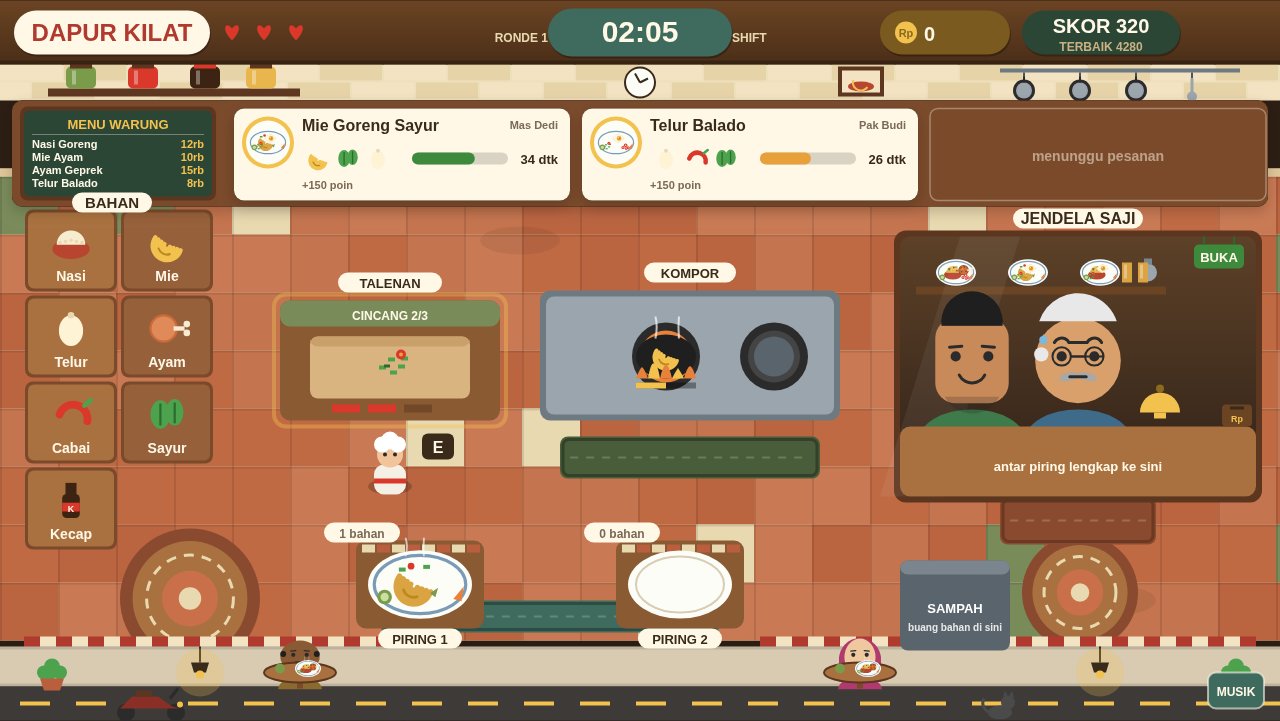 DAPUR KILAT
RONDE 1
02:05
SHIFT
Rp 0
SKOR 320
TERBAIK 4280
MENU WARUNG
Nasi Goreng 12rb
Mie Ayam 10rb
Ayam Geprek 15rb
Telur Balado 8rb
Mie Goreng Sayur
Mas Dedi
34 dtk
+150 poin
Telur Balado
Pak Budi
26 dtk
+150 poin
menunggu pesanan
BAHAN
Nasi
Mie
Telur
Ayam
Cabai
Sayur
K
Kecap
TALENAN
CINCANG 2/3
E
KOMPOR
JENDELA SAJI
BUKA
Rp
antar piring lengkap ke sini
1 bahan
PIRING 1
0 bahan
PIRING 2
SAMPAH
buang bahan di sini
MUSIK